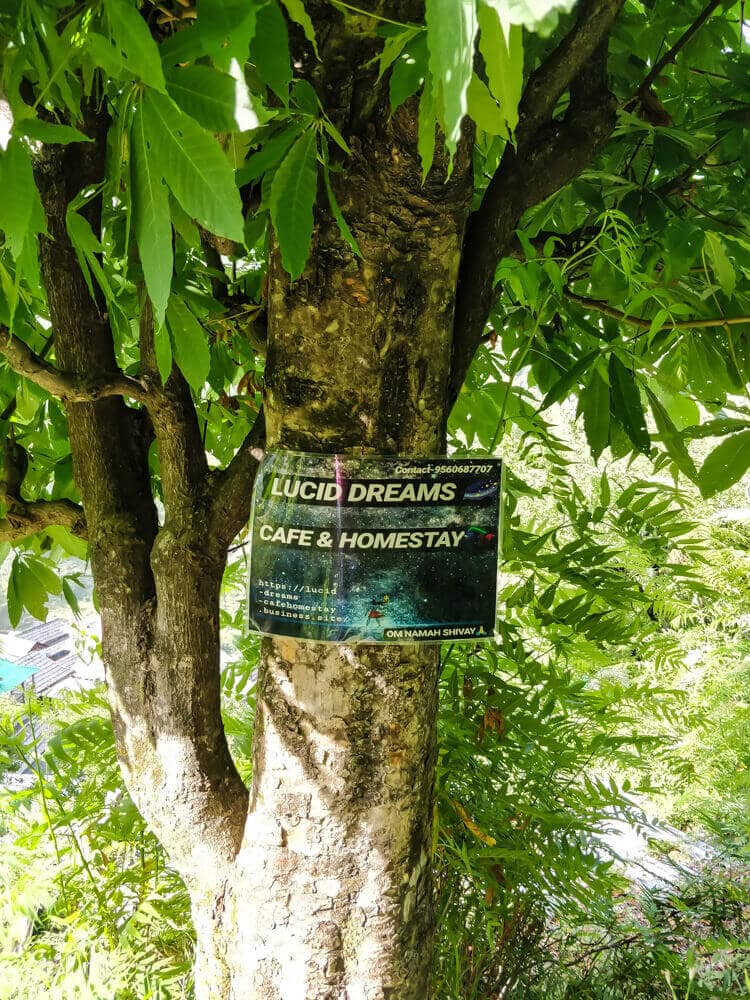 Contact-9560687707
LUCID DREAMS
CAFE & HOMESTAY
https://lucid
-dreams
-cafehomestay
.business.site/
OM NAMAH SHIVAY🙏